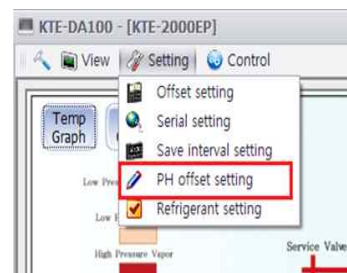 KTE-DA100 - [KTE-2000EP]
View Setting Control
Offset setting
Serial setting
Save interval setting
PH offset setting
Refrigerant setting
Temp
Graph
Low
Low
High Pressure Vapor
Service Valve